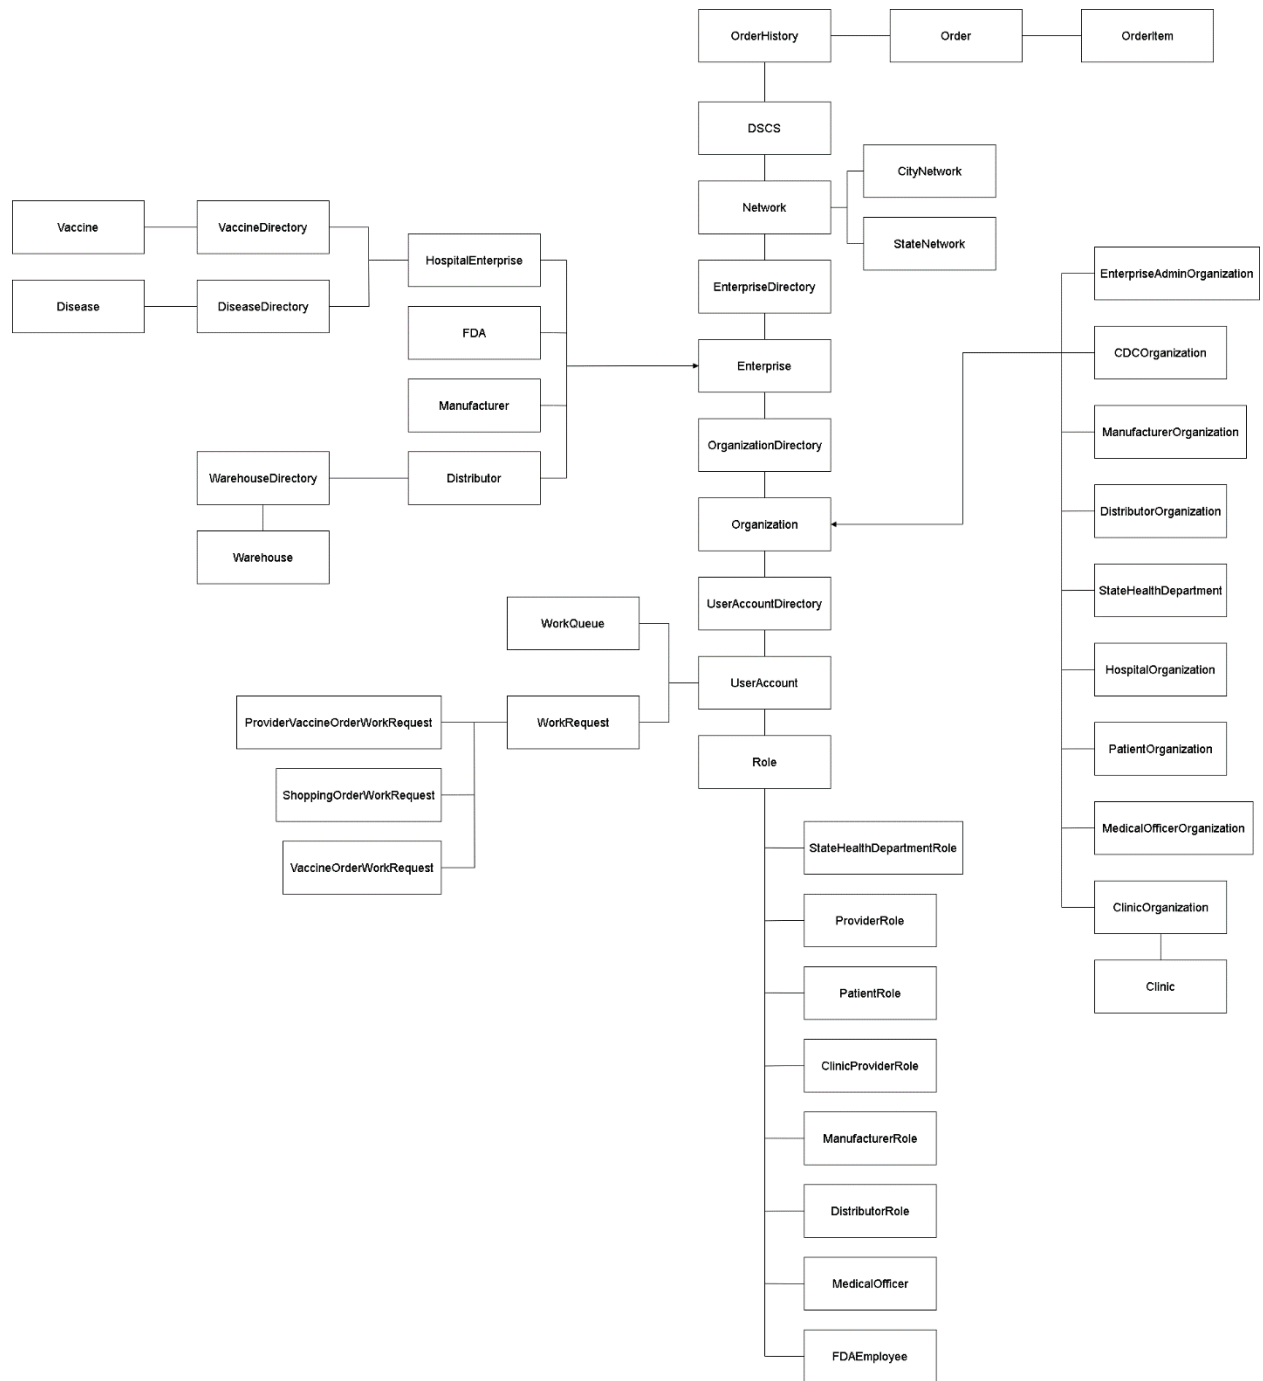 OrderHistory
Order
OrderItem
DSCS
CityNetwork
Network
StateNetwork
Vaccine
VaccineDirectory
HospitalEnterprise
EnterpriseDirectory
EnterpriseAdminOrganization
Disease
DiseaseDirectory
FDA
Enterprise
CDCOrganization
Manufacturer
ManufacturerOrganization
OrganizationDirectory
WarehouseDirectory
Distributor
Organization
DistributorOrganization
Warehouse
UserAccountDirectory
StateHealthDepartment
WorkQueue
UserAccount
HospitalOrganization
ProviderVaccineOrderWorkRequest
WorkRequest
Role
PatientOrganization
ShoppingOrderWorkRequest
MedicalOfficerOrganization
StateHealthDepartmentRole
VaccineOrderWorkRequest
ClinicOrganization
ProviderRole
Clinic
PatientRole
ClinicProviderRole
ManufacturerRole
DistributorRole
MedicalOfficer
FDAEmployee